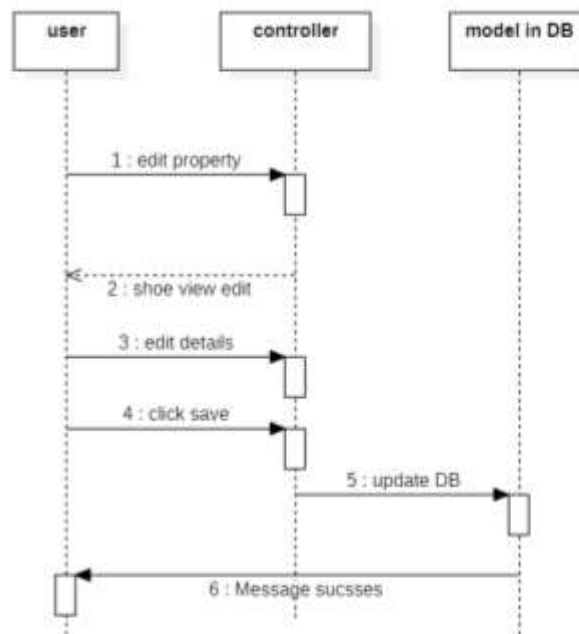 user controller model in DB
1 : edit property
2 : shoe view edit
3 : edit details
4 : click save
5 : update DB
6 : Message sucsses